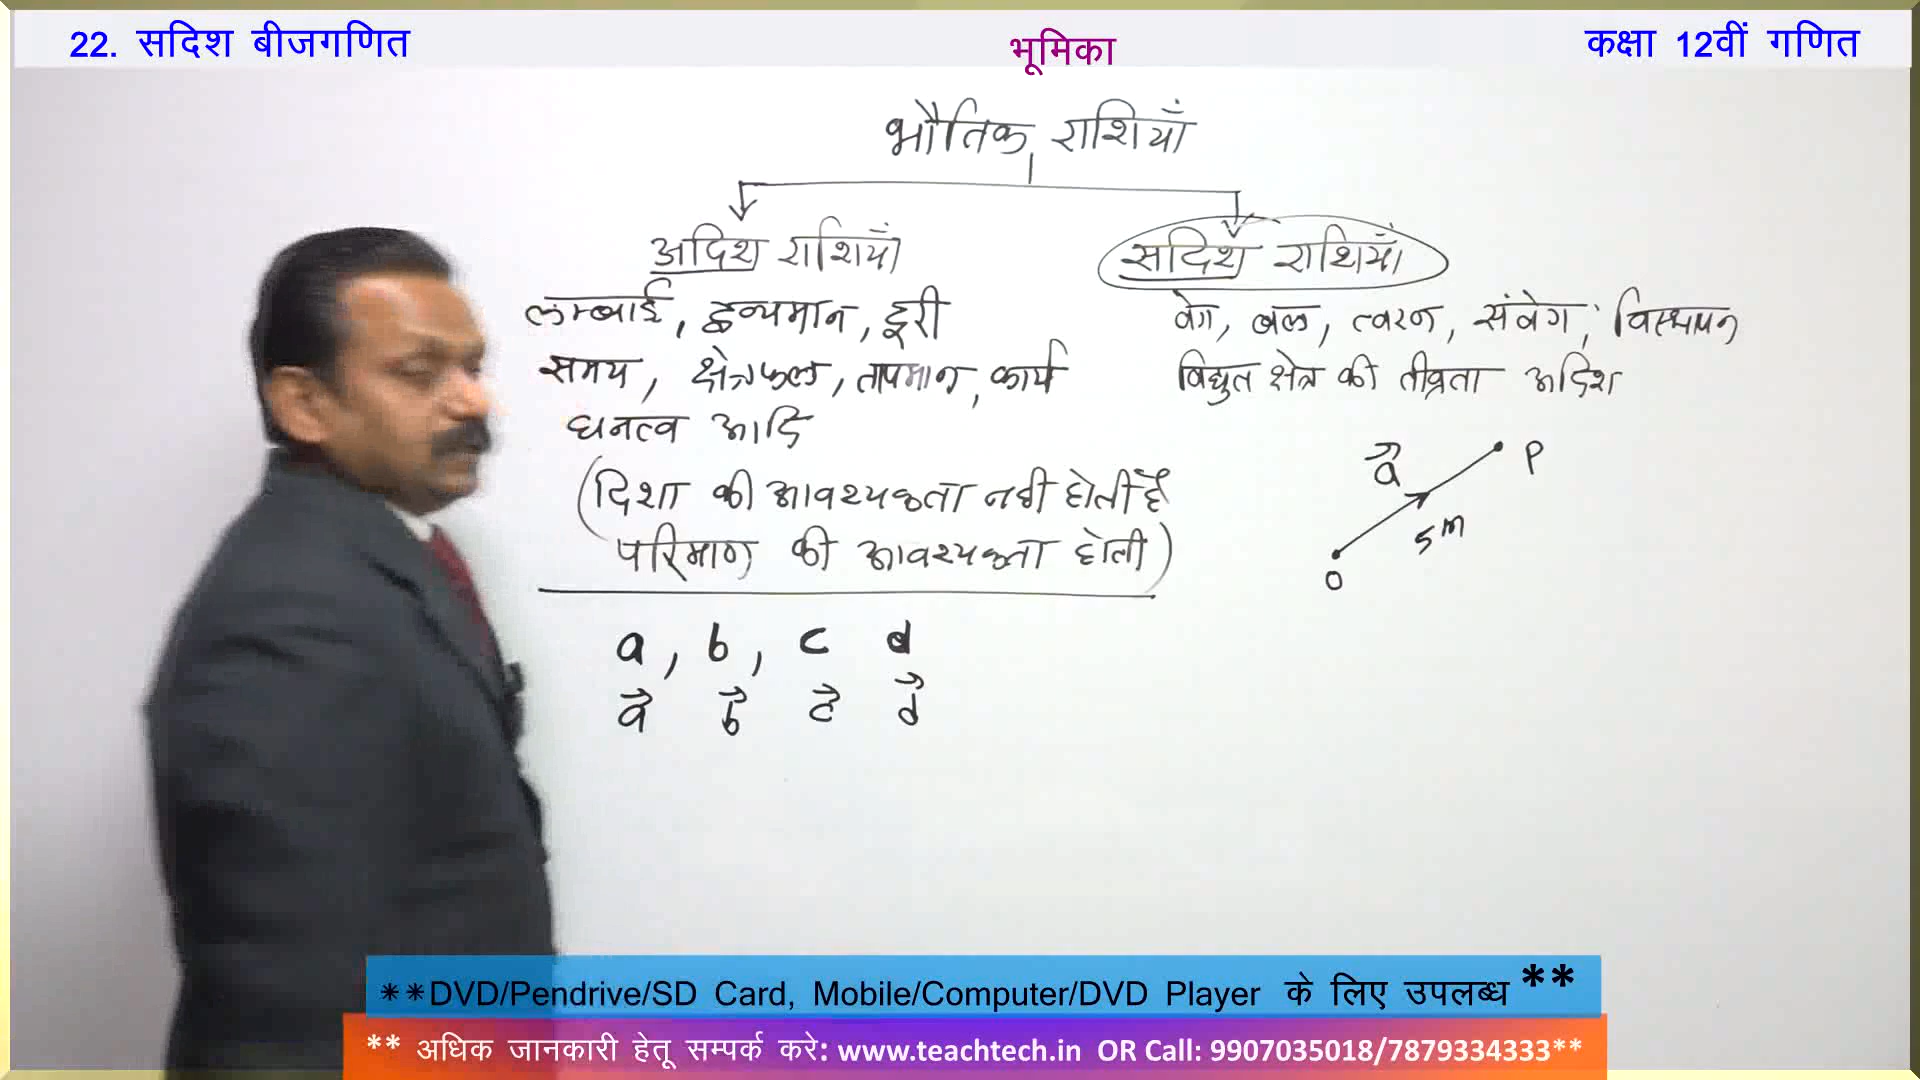 22. सदिश बीजगणित
भूमिका
कक्षा 12वीं गणित
भौतिक राशियाँ
अदिश राशियाँ
लम्बाई, द्रव्यमान, दूरी
समय, क्षेत्रफल, तापमान, कार्य
घनत्व आदि
(दिशा की आवश्यकता नही होती है
परिमाण की आवश्यकता होती)
a, b, c d
a⃗ b⃗ c⃗ d⃗
सदिश राशियाँ
वेग, बल, त्वरन, संवेग, विस्थापन
विद्युत क्षेत्र की तीव्रता आदिश
a⃗
P
5m
O
**DVD/Pendrive/SD Card, Mobile/Computer/DVD Player के लिए उपलब्ध **
** अधिक जानकारी हेतू सम्पर्क करे: www.teachtech.in OR Call: 9907035018/7879334333**